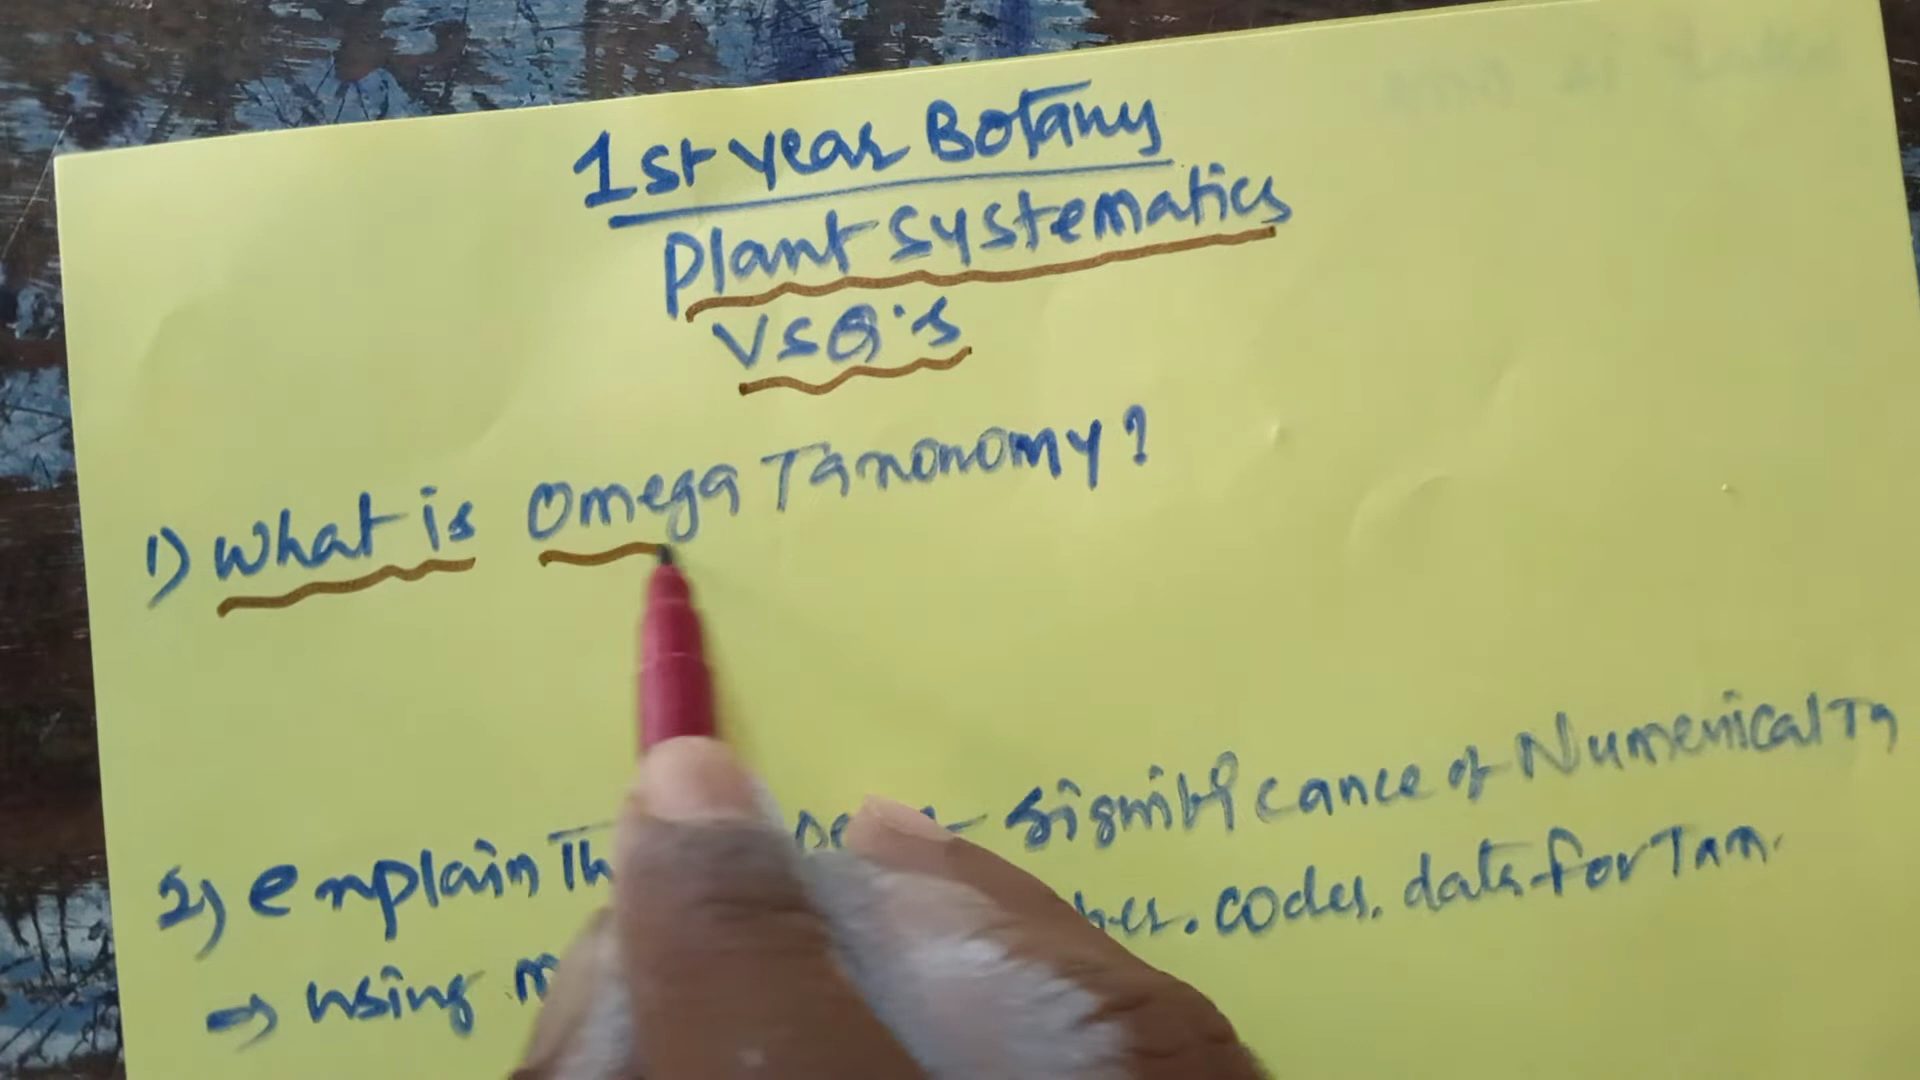 1st year Botany
Plant Systematics
VSQ's
1) What is Omega Taxonomy?
2) explain Th significance of Numerical Ta
→ using codes. data for Tax.